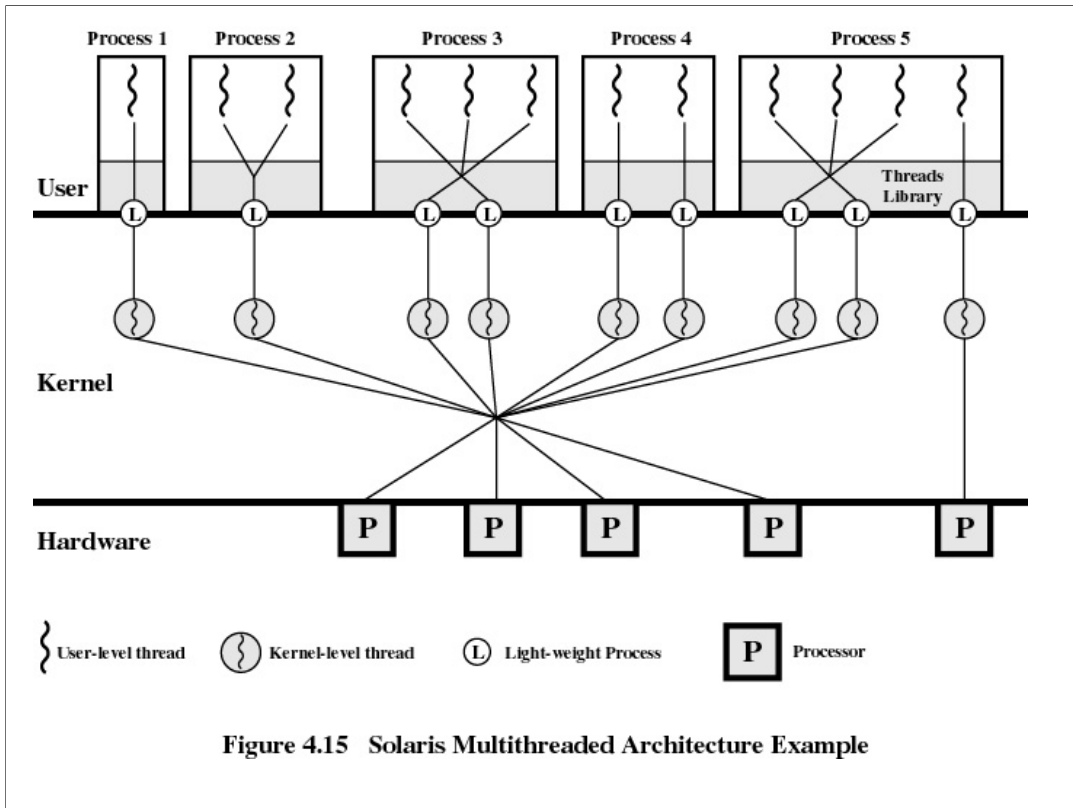 Process 1
Process 2
Process 3
Process 4
Process 5
User
Threads
Library
L
L
L
L
L
L
L
L
L
Kernel
Hardware
P
P
P
P
P
User-level thread
Kernel-level thread
L
Light-weight Process
P
Processor
Figure 4.15 Solaris Multithreaded Architecture Example